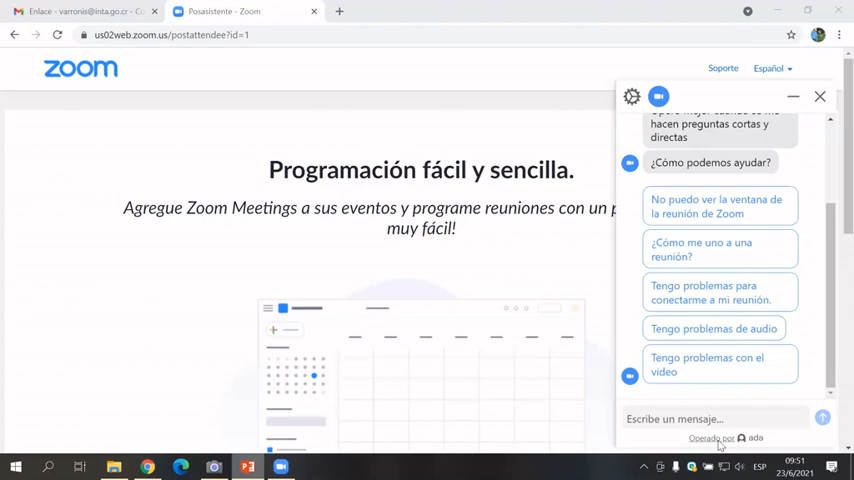 Enlace - varronis@inta.go.cr - Co
Posasistente - Zoom
us02web.zoom.us/postattendee?id=1
zoom
Soporte
Español
Programación fácil y sencilla.
Agregue Zoom Meetings a sus eventos y programe reuniones con un
muy fácil!
hacen preguntas cortas y
directas
¿Cómo podemos ayudar?
No puedo ver la ventana de
la reunión de Zoom
¿Cómo me uno a una
reunión?
Tengo problemas para
conectarme a mi reunión.
Tengo problemas de audio
Tengo problemas con el
video
Escribe un mensaje...
Operado por ada
ESP
09:51
23/6/2021